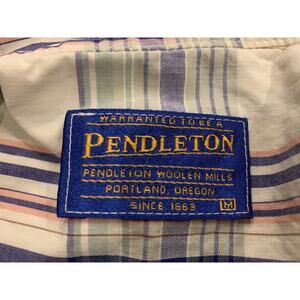 WARRANTED TO BE A
PENDLETON
PENDLETON WOOLEN MILLS
PORTLAND, OREGON
SINCE 1863 M